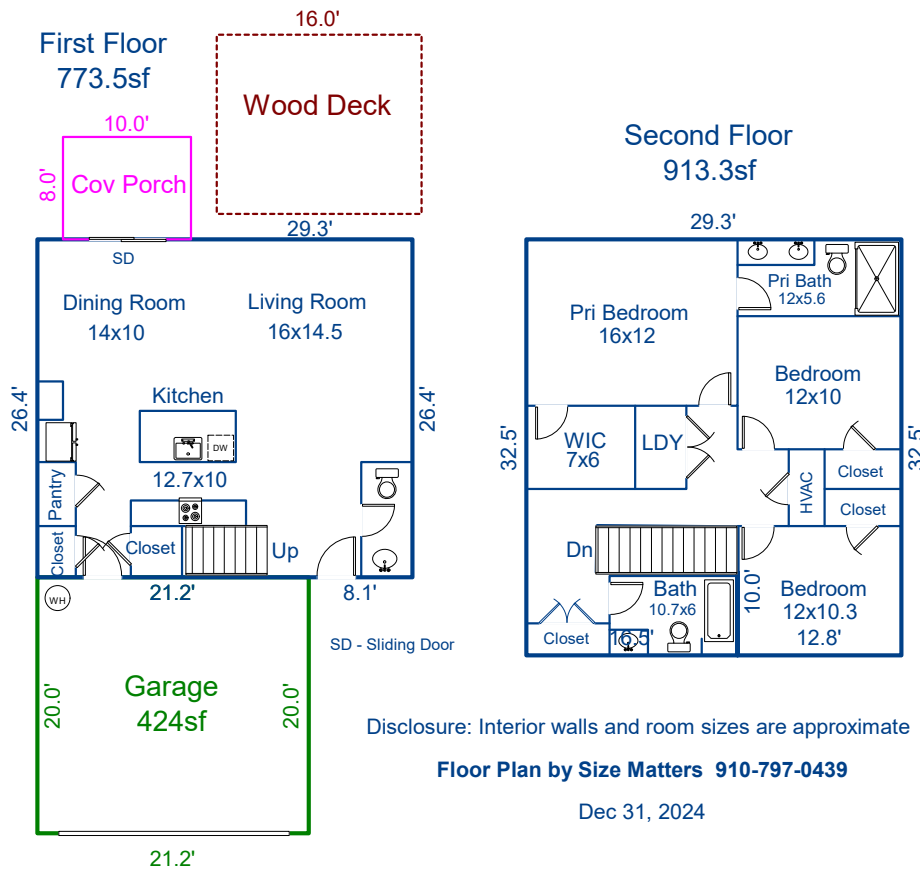 First Floor
773.5sf
16.0'
Wood Deck
10.0'
8.0'
Cov Porch
SD
29.3'
Dining Room
14x10
Living Room
16x14.5
26.4'
26.4'
Kitchen
DW
12.7x10
Pantry
Closet
Closet
Up
21.2'
8.1'
WH
SD - Sliding Door
20.0'
20.0'
Garage
424sf
21.2'
Second Floor
913.3sf
29.3'
Pri Bedroom
16x12
Pri Bath
12x5.6
Bedroom
12x10
32.5'
32.5'
WIC
7x6
LDY
HVAC
Closet
Closet
Dn
Bath
10.7x6
10.0'
Bedroom
12x10.3
12.8'
Closet
16.5'
Disclosure: Interior walls and room sizes are approximate
Floor Plan by Size Matters 910-797-0439
Dec 31, 2024